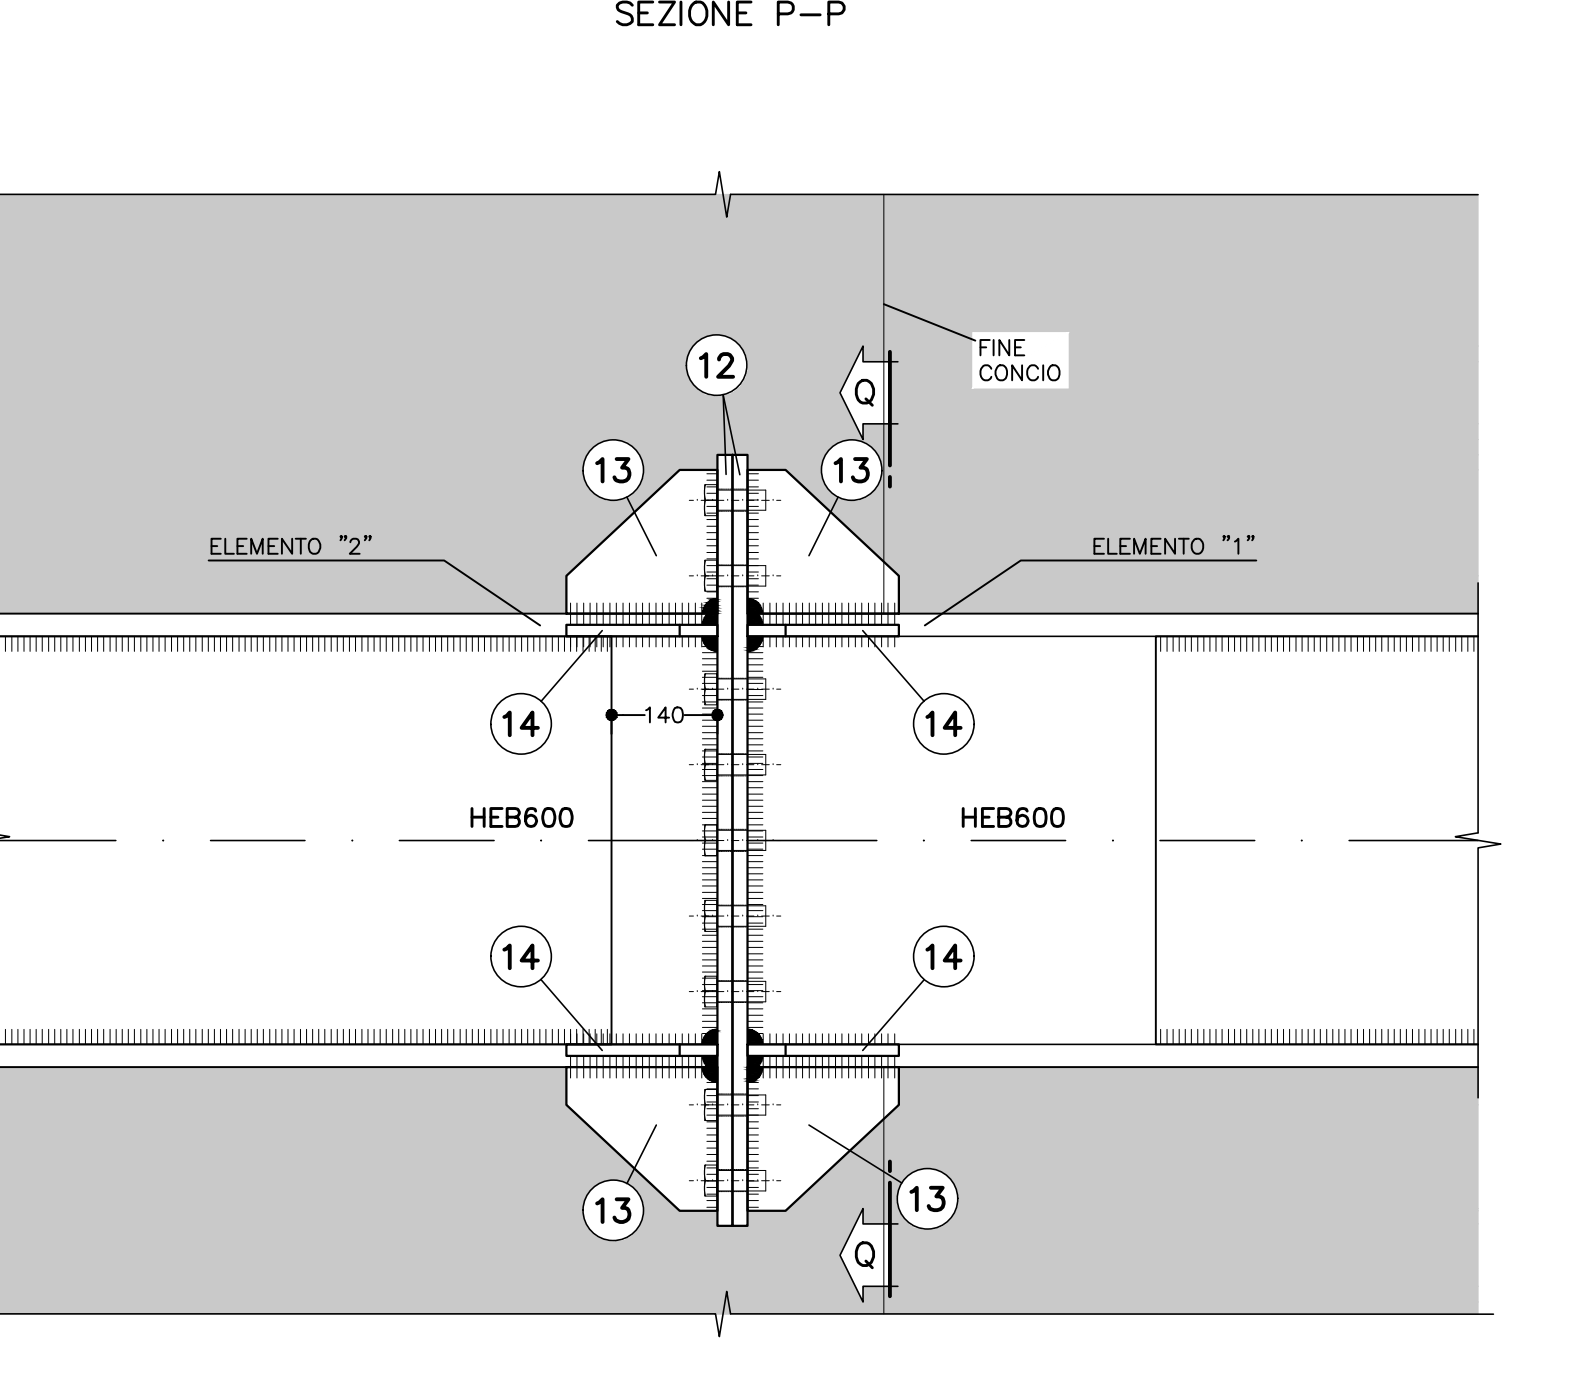 SEZIONE P–P
FINE
CONCIO
12
Q
13
13
ELEMENTO "2"
ELEMENTO "1"
14
140
14
HEB600
HEB600
14
14
13
13
Q